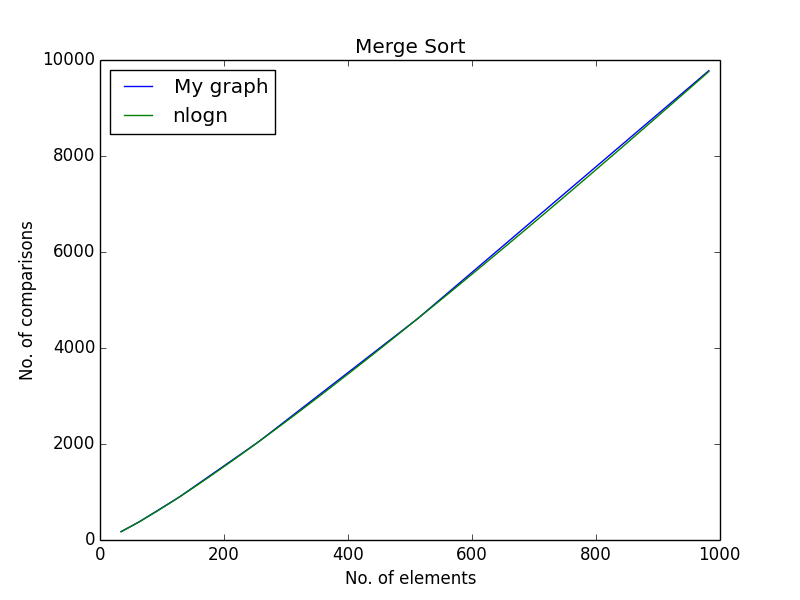 Merge Sort
10000
8000
6000
4000
2000
0
My graph
nlogn
No. of comparisons
0 200 400 600 800 1000
No. of elements